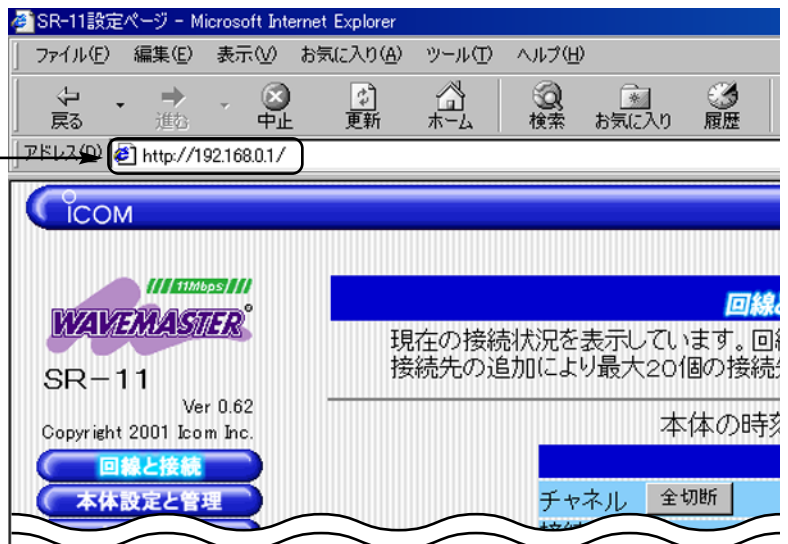 SR-11設定ページ - Microsoft Internet Explorer
ファイル(F) 編集(E) 表示(V) お気に入り(A) ツール(T) ヘルプ(H)
戻る 進む 中止 更新 ホーム 検索 お気に入り 履歴
アドレス(D) http://192.168.0.1/
ICOM
11Mbps
WAVEMASTER
SR-11
Ver 0.62
Copyright 2001 Icom Inc.
回線と接続
本体設定と管理
回線
現在の接続状況を表示しています。回
接続先の追加により最大20個の接続
本体の時
チャネル 全切断